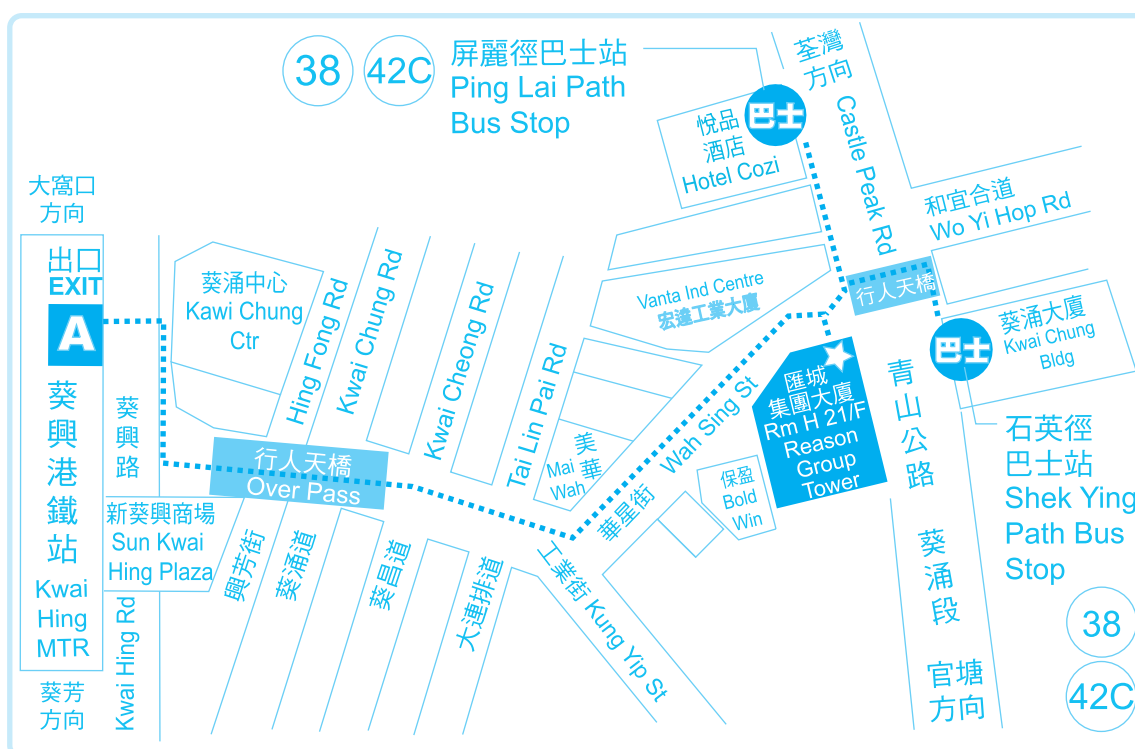 38
42C
屏麗徑巴士站
Ping Lai Path
Bus Stop
荃灣
方向
Castle Peak Rd
巴士
悅品
酒店
Hotel Cozi
和宜合道
Wo Yi Hop Rd
大窩口
方向
出口
EXIT
A
葵興港鐵站
Kwai
Hing
MTR
葵芳
方向
葵興路
Kwai Hing Rd
葵涌中心
Kawi Chung
Ctr
Hing Fong Rd
Kwai Chung Rd
Kwai Cheong Rd
Tai Lin Pai Rd
行人天橋
Over Pass
新葵興商場
Sun Kwai
Hing Plaza
興芳街
葵涌道
葵昌道
大連排道
工業街 Kung Yip St
美華
Mai
Wah
Vanta Ind Centre
宏達工業大廈
Wah Sing St
華星街
保盈
Bold
Win
匯城
集團大廈
Rm H 21/F
Reason
Group
Tower
行人天橋
巴士
葵涌大廈
Kwai Chung
Bldg
青山公路
葵涌段
官塘
方向
石英徑
巴士站
Shek Ying
Path Bus
Stop
38
42C